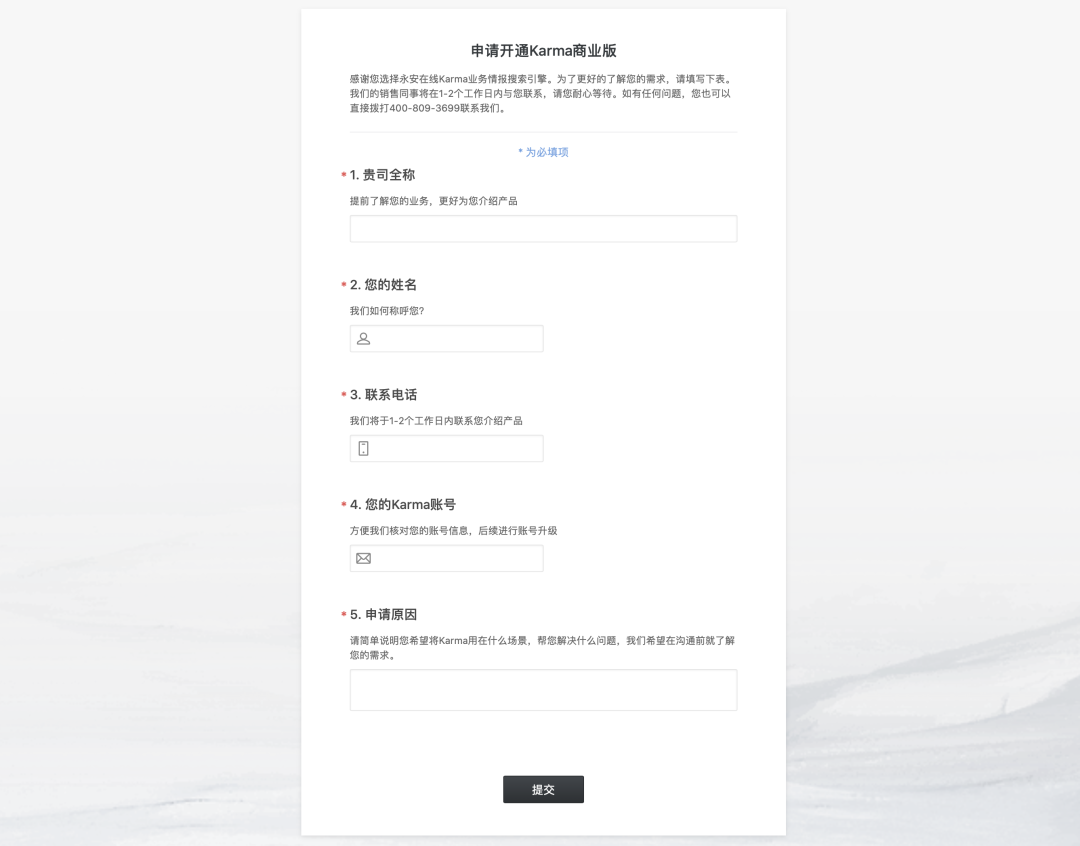 申请开通Karma商业版
感谢您选择永安在线Karma业务情报搜索引擎。为了更好的了解您的需求，请填写下表。
我们的销售同事将在1-2个工作日内与您联系，请您耐心等待。如有任何问题，您也可以
直接拨打400-809-3699联系我们。
* 为必填项
* 1. 贵司全称
提前了解您的业务，更好为您介绍产品
* 2. 您的姓名
我们如何称呼您?
* 3. 联系电话
我们将于1-2个工作日内联系您介绍产品
* 4. 您的Karma账号
方便我们核对您的账号信息，后续进行账号升级
* 5. 申请原因
请简单说明您希望将Karma用在什么场景，帮您解决什么问题，我们希望在沟通前就了解
您的需求。
提交